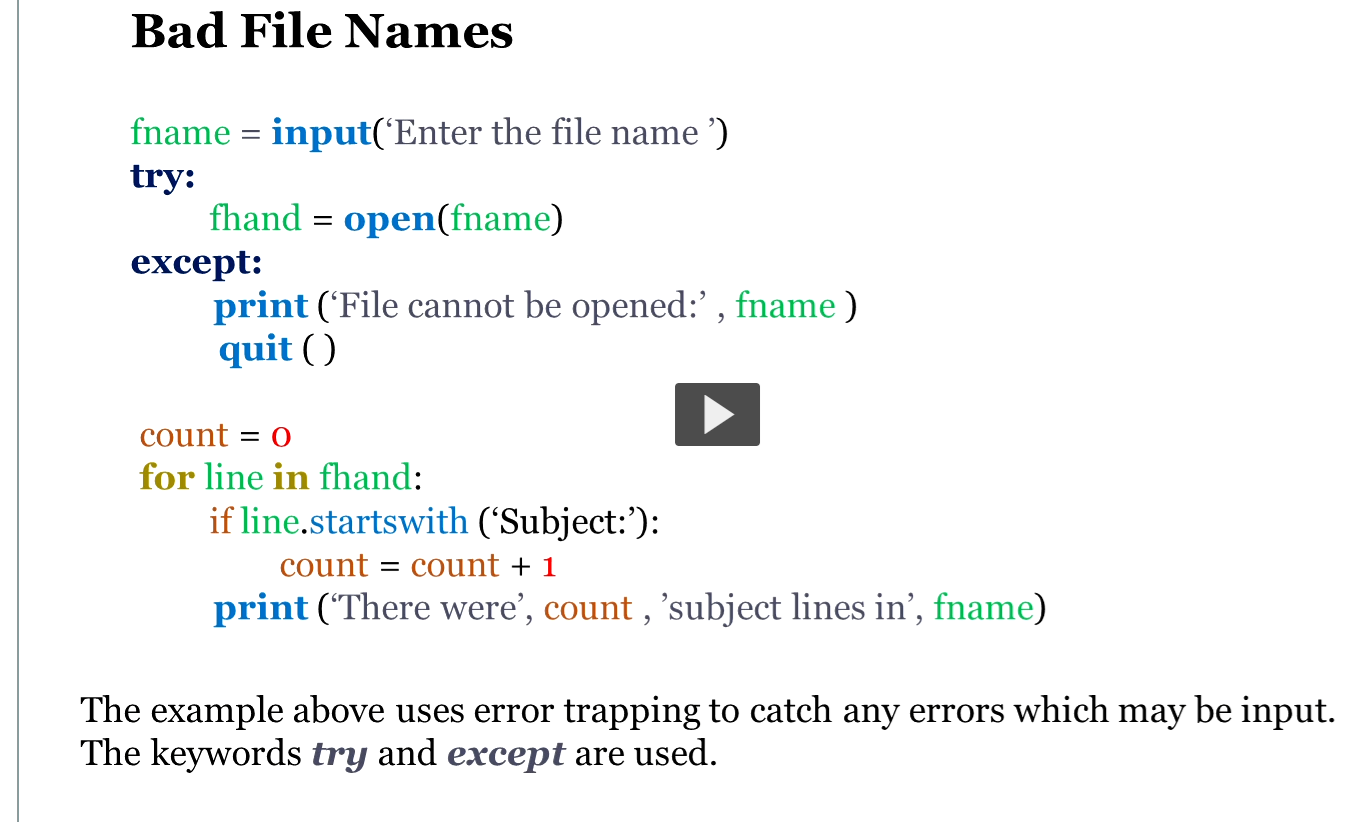 Bad File Names
fname = input(‘Enter the file name ’)
try:
fhand = open(fname)
except:
print (‘File cannot be opened:’ , fname )
quit ( )
count = 0
for line in fhand:
if line.startswith (‘Subject:’):
count = count + 1
print (‘There were’, count , ’subject lines in’, fname)
The example above uses error trapping to catch any errors which may be input.
The keywords try and except are used.